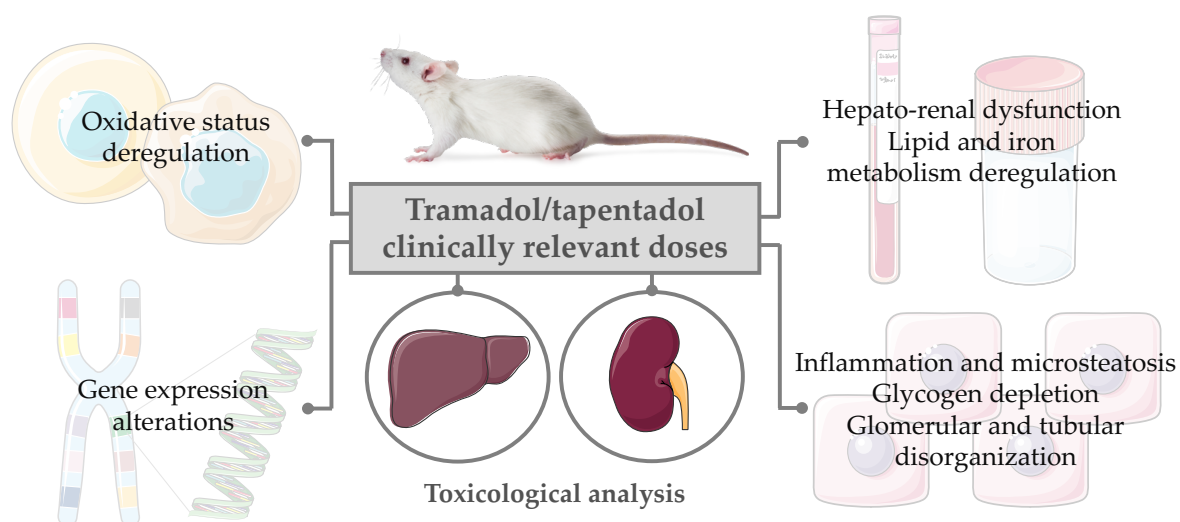 Oxidative status
deregulation
Hepato-renal dysfunction
Lipid and iron
metabolism deregulation
Tramadol/tapentadol
clinically relevant doses
Gene expression
alterations
Inflammation and microsteatosis
Glycogen depletion
Glomerular and tubular
disorganization
Toxicological analysis